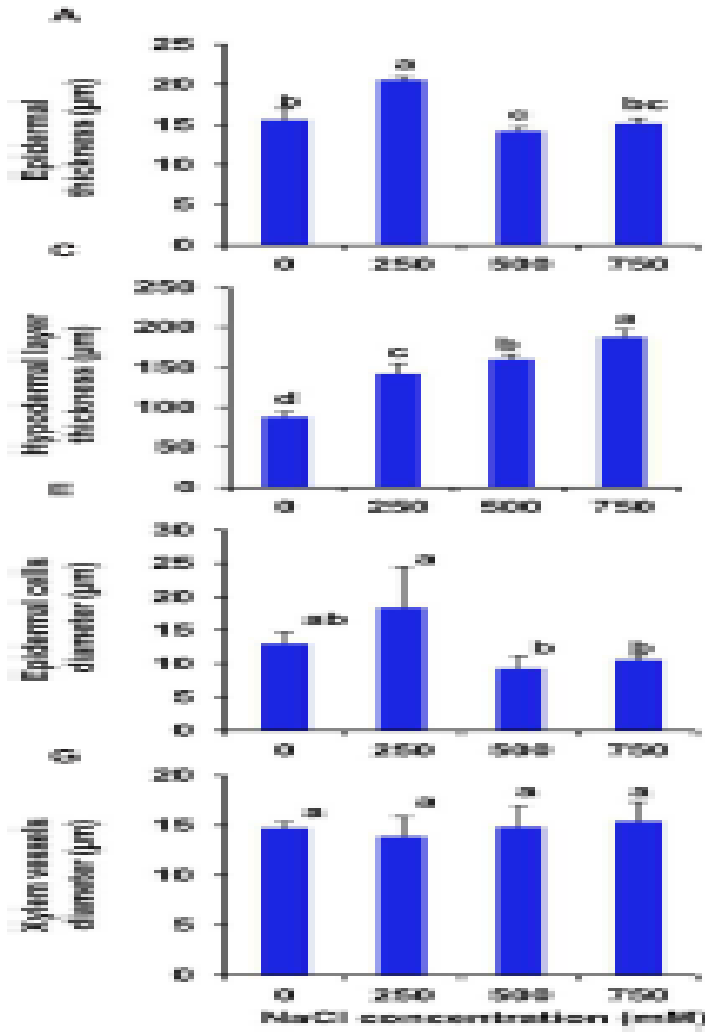 A
Epidermal
thickness (μm)
25
20
15
10
5
0
b
a
c
bc
0 250 500 750
C
Hypodermal layer
thickness (μm)
250
200
150
100
50
0
d
c
b
a
0 250 500 750
Epidermal cells
diameter (μm)
30
25
20
15
10
5
0
ab
a
b
b
0 250 500 750
G
Xylem vessels
diameter (μm)
20
15
10
5
0
a
a
a
a
0 250 500 750
NaCl concentration (mM)